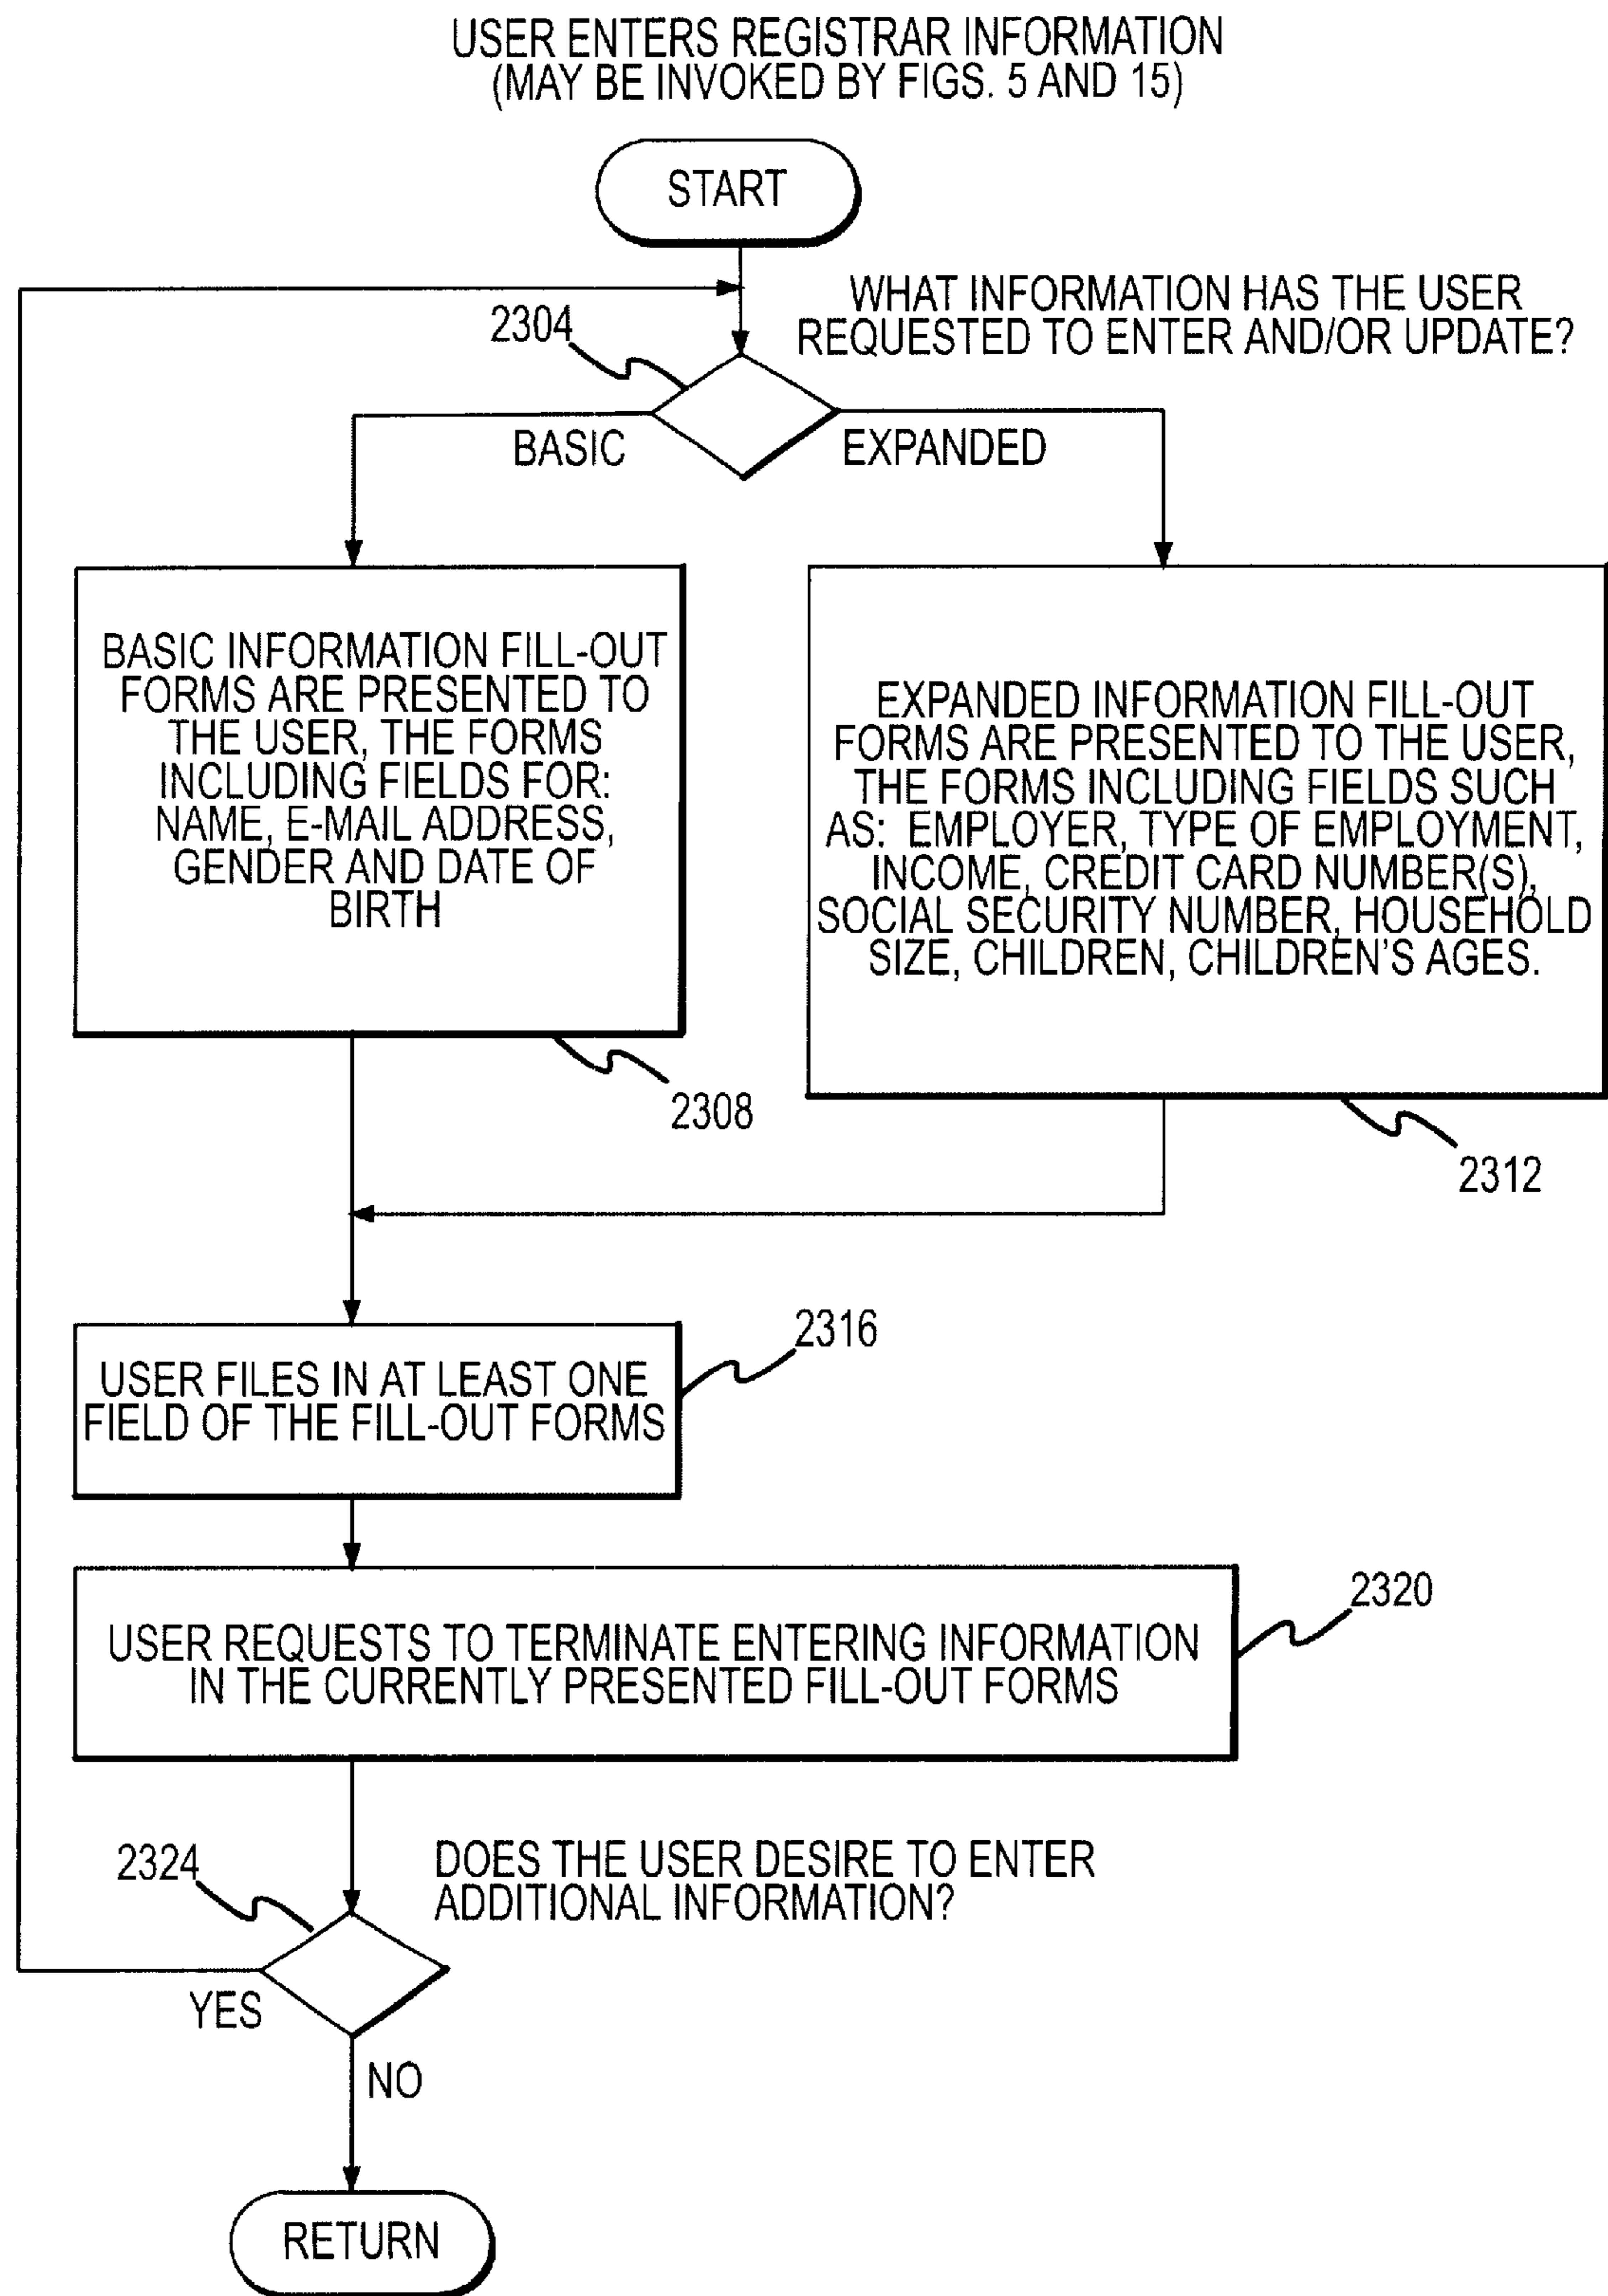 USER ENTERS REGISTRAR INFORMATION
(MAY BE INVOKED BY FIGS. 5 AND 15)
START
WHAT INFORMATION HAS THE USER
REQUESTED TO ENTER AND/OR UPDATE?
2304
BASIC
EXPANDED
BASIC INFORMATION FILL-OUT
FORMS ARE PRESENTED TO
THE USER, THE FORMS
INCLUDING FIELDS FOR:
NAME, E-MAIL ADDRESS,
GENDER AND DATE OF
BIRTH
2308
EXPANDED INFORMATION FILL-OUT
FORMS ARE PRESENTED TO THE USER,
THE FORMS INCLUDING FIELDS SUCH
AS: EMPLOYER, TYPE OF EMPLOYMENT,
INCOME, CREDIT CARD NUMBER(S),
SOCIAL SECURITY NUMBER, HOUSEHOLD
SIZE, CHILDREN, CHILDREN'S AGES.
2312
2316
USER FILES IN AT LEAST ONE
FIELD OF THE FILL-OUT FORMS
2320
USER REQUESTS TO TERMINATE ENTERING INFORMATION
IN THE CURRENTLY PRESENTED FILL-OUT FORMS
2324
DOES THE USER DESIRE TO ENTER
ADDITIONAL INFORMATION?
YES
NO
RETURN